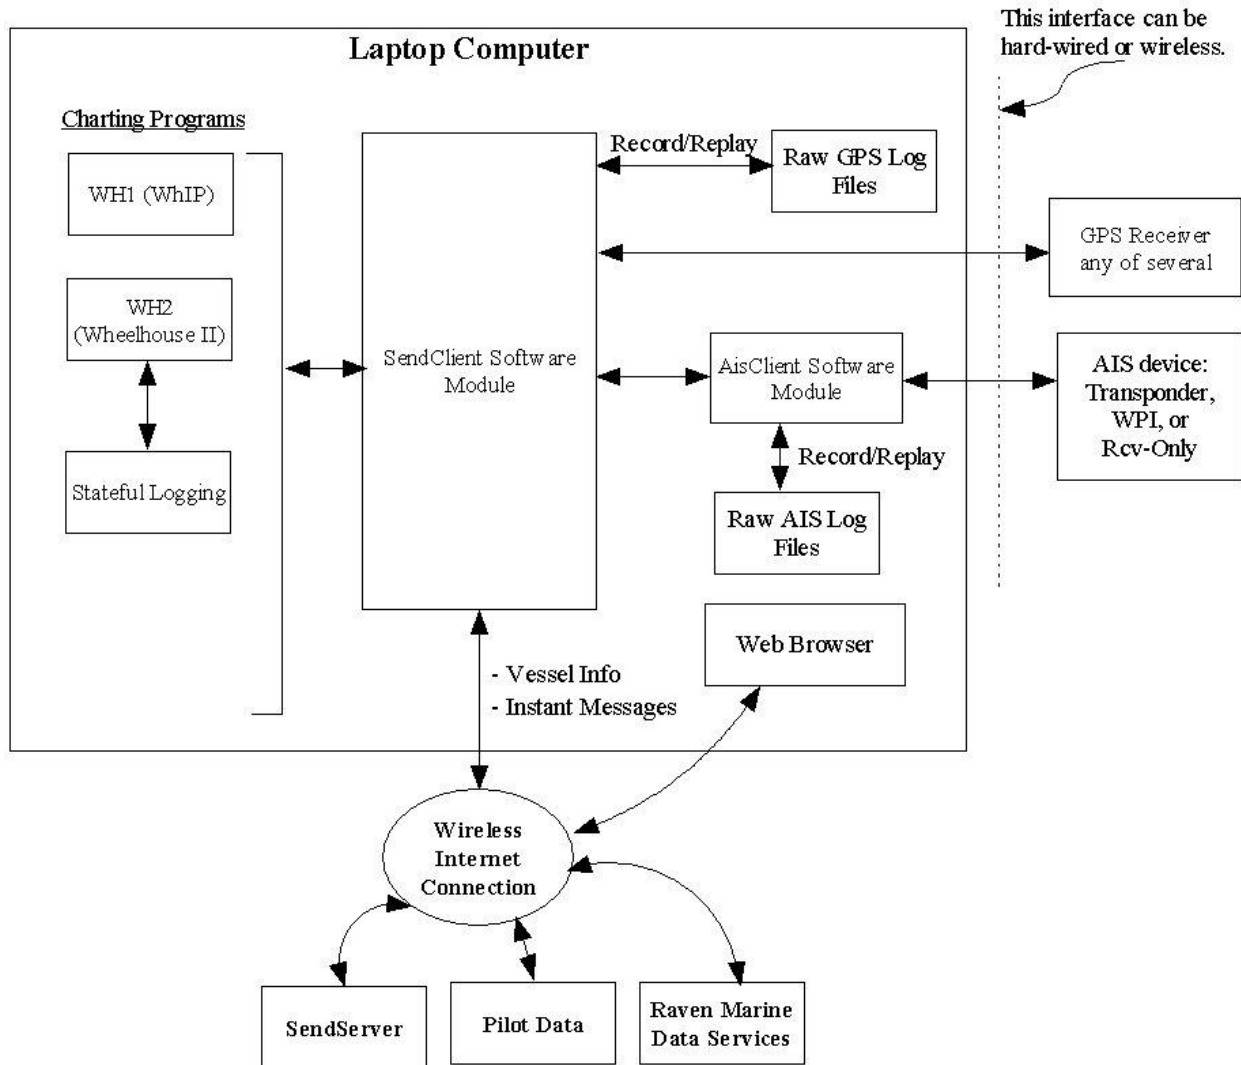 This interface can be
hard-wired or wireless.
Laptop Computer
Charting Programs
WH1 (WhIP)
WH2
(Wheelhouse II)
Stateful Logging
SendClient Software
Module
Record/Replay
Raw GPS Log
Files
GPS Receiver
any of several
AisClient Software
Module
AIS device:
Transponder,
WPI, or
Rcv-Only
Record/Replay
Raw AIS Log
Files
Web Browser
- Vessel Info
- Instant Messages
Wireless
Internet
Connection
SendServer
Pilot Data
Raven Marine
Data Services